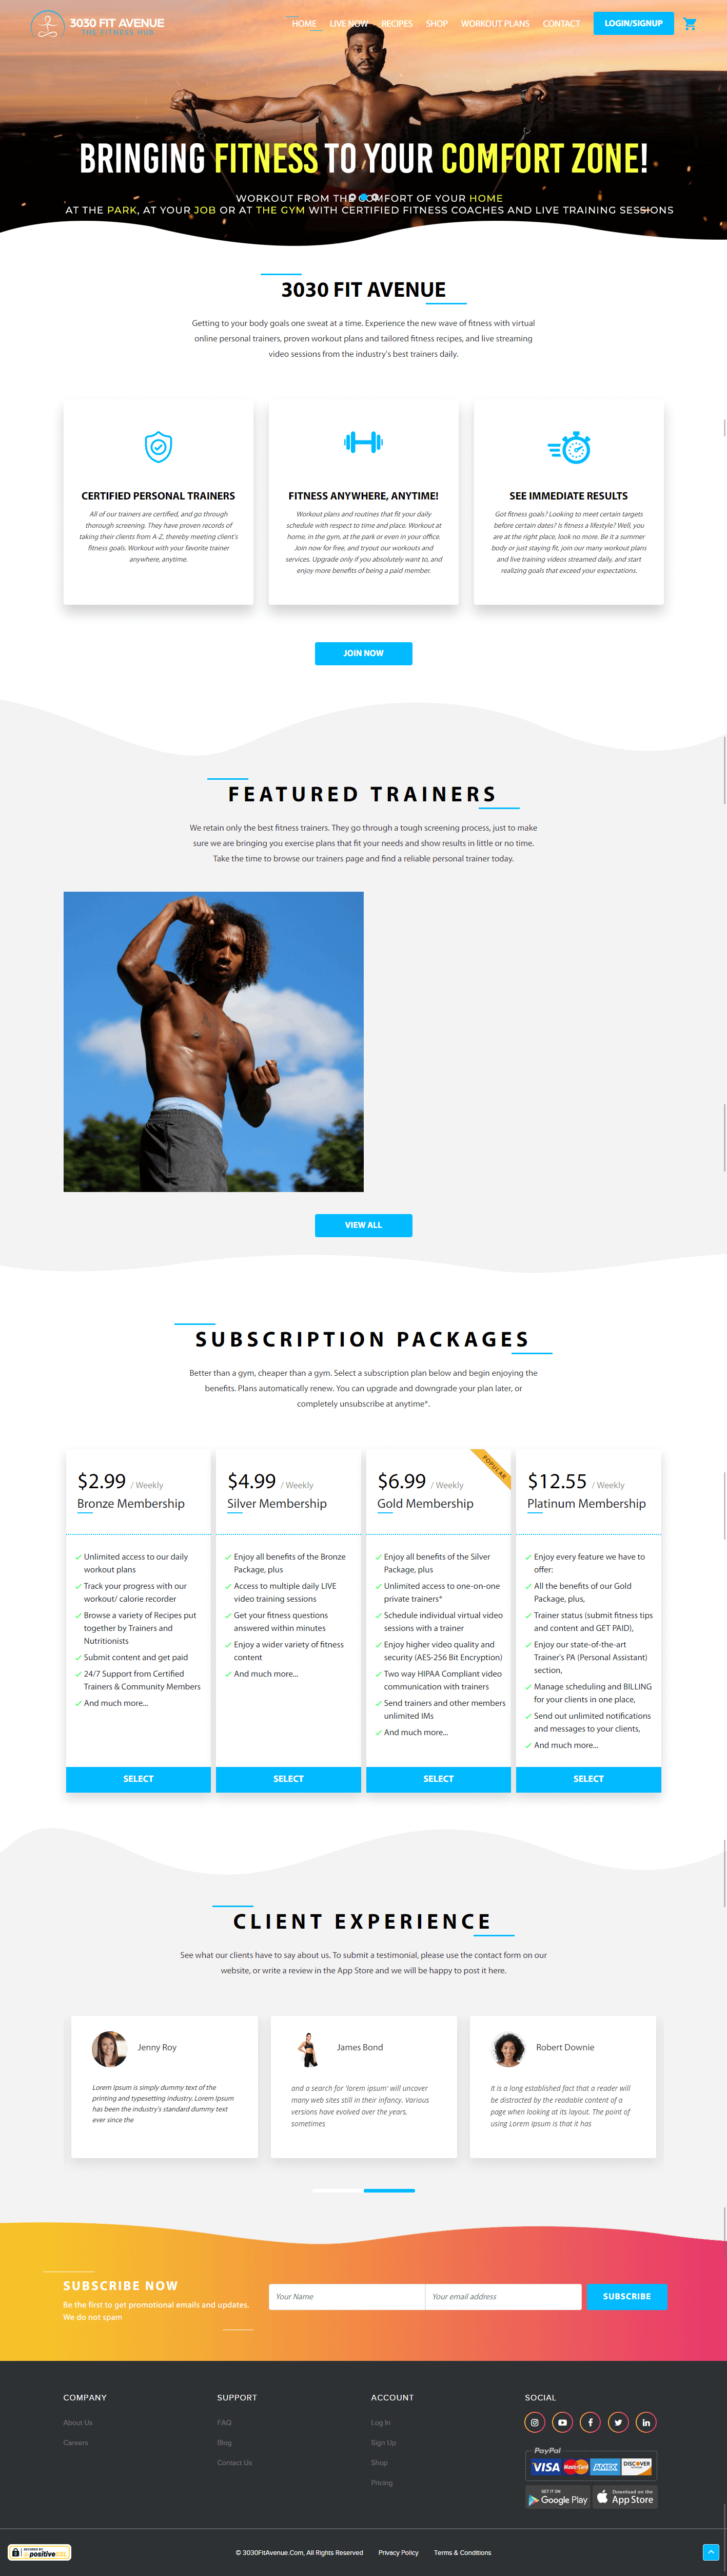 3030 FIT AVENUE
THE FITNESS HUB
HOME
LIVE NOW
RECIPES
SHOP
WORKOUT PLANS
CONTACT
LOGIN/SIGNUP
BRINGING FITNESS TO YOUR COMFORT ZONE!
WORKOUT FROM THE COMFORT OF YOUR HOME
AT THE PARK, AT YOUR JOB OR AT THE GYM WITH CERTIFIED FITNESS COACHES AND LIVE TRAINING SESSIONS
3030 FIT AVENUE
Getting to your body goals one sweat at a time. Experience the new wave of fitness with virtual
online personal trainers, proven workout plans and tailored fitness recipes, and live streaming
video sessions from the industry's best trainers daily.
CERTIFIED PERSONAL TRAINERS
All of our trainers are certified, and go through
thorough screening. They have proven records of
taking their clients from A-Z, thereby meeting client's
fitness goals. Workout with your favorite trainer
anywhere, anytime.
FITNESS ANYWHERE, ANYTIME!
Workout plans and routines that fit your daily
schedule with respect to time and place. Workout at
home, in the gym, at the park or even in your office.
Join now for free, and tryout our workouts and
services. Upgrade only if you absolutely want to, and
enjoy more benefits of being a paid member.
SEE IMMEDIATE RESULTS
Got fitness goals? Looking to meet certain targets
before certain dates? Is fitness a lifestyle? Well, you
are at the right place, look no more. Be it a summer
body or just staying fit, join our many workout plans
and live training videos streamed daily, and start
realizing goals that exceed your expectations.
JOIN NOW
FEATURED TRAINERS
We retain only the best fitness trainers. They go through a tough screening process, just to make
sure we are bringing you exercise plans that fit your needs and show results in little or no time.
Take the time to browse our trainers page and find a reliable personal trainer today.
VIEW ALL
SUBSCRIPTION PACKAGES
Better than a gym, cheaper than a gym. Select a subscription plan below and begin enjoying the
benefits. Plans automatically renew. You can upgrade and downgrade your plan later, or
completely unsubscribe at anytime*.
$2.99 / Weekly
Bronze Membership
Unlimited access to our daily
workout plans
Track your progress with our
workout/ calorie recorder
Browse a variety of Recipes put
together by Trainers and
Nutritionists
Submit content and get paid
24/7 Support from Certified
Trainers & Community Members
And much more...
SELECT
$4.99 / Weekly
Silver Membership
Enjoy all benefits of the Bronze
Package, plus
Access to multiple daily LIVE
video training sessions
Get your fitness questions
answered within minutes
Enjoy a wider variety of fitness
content
And much more...
SELECT
POPULAR
$6.99 / Weekly
Gold Membership
Enjoy all benefits of the Silver
Package, plus
Unlimited access to one-on-one
private trainers*
Schedule individual virtual video
sessions with a trainer
Enjoy higher video quality and
security (AES-256 Bit Encryption)
Two way HIPAA Compliant video
communication with trainers
Send trainers and other members
unlimited IMs
And much more...
SELECT
$12.55 / Weekly
Platinum Membership
Enjoy every feature we have to
offer:
All the benefits of our Gold
Package, plus,
Trainer status (submit fitness tips
and content and GET PAID),
Enjoy our state-of-the-art
Trainer's PA (Personal Assistant)
section,
Manage scheduling and BILLING
for your clients in one place,
Send out unlimited notifications
and messages to your clients,
And much more...
SELECT
CLIENT EXPERIENCE
See what our clients have to say about us. To submit a testimonial, please use the contact form on our
website, or write a review in the App Store and we will be happy to post it here.
Jenny Roy
Lorem Ipsum is simply dummy text of the
printing and typesetting industry. Lorem Ipsum
has been the industry's standard dummy text
ever since the
James Bond
and a search for 'lorem ipsum' will uncover
many web sites still in their infancy. Various
versions have evolved over the years,
sometimes
Robert Downie
It is a long established fact that a reader will
be distracted by the readable content of a
page when looking at its layout. The point of
using Lorem Ipsum is that it has
SUBSCRIBE NOW
Be the first to get promotional emails and updates.
We do not spam
Your Name
Your email address
SUBSCRIBE
COMPANY
About Us
Careers
SUPPORT
FAQ
Blog
Contact Us
ACCOUNT
Log In
Sign Up
Shop
Pricing
SOCIAL
PayPal
VISA
MasterCard
AMEX
DISCOVER
GET IT ON
Google Play
Download on the
App Store
SECURED BY
positiveSSL
© 3030FitAvenue.Com, All Rights Reserved
Privacy Policy
Terms & Conditions